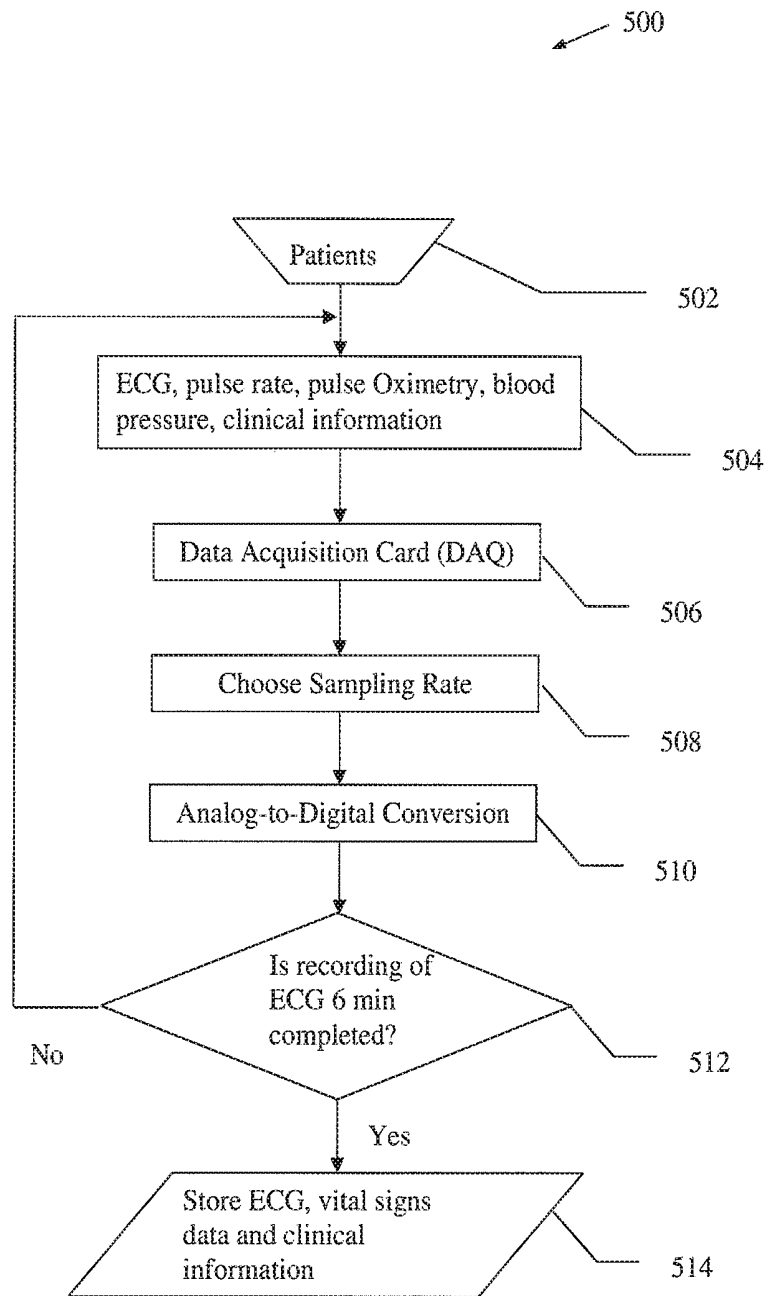 500
Patients
502
ECG, pulse rate, pulse Oximetry, blood
pressure, clinical information
504
Data Acquisition Card (DAQ)
506
Choose Sampling Rate
508
Analog-to-Digital Conversion
510
Is recording of
ECG 6 min
completed?
No
512
Yes
Store ECG, vital signs
data and clinical
information
514